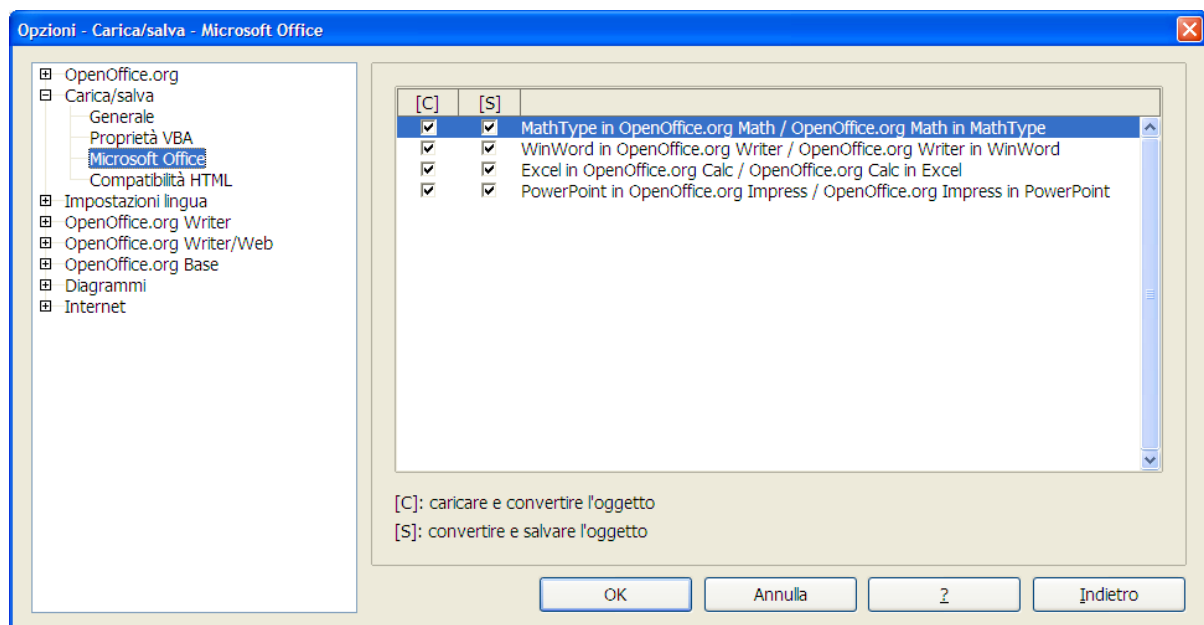 Opzioni - Carica/salva - Microsoft Office
OpenOffice.org
Carica/salva
Generale
Proprietà VBA
Microsoft Office
Compatibilità HTML
Impostazioni lingua
OpenOffice.org Writer
OpenOffice.org Writer/Web
OpenOffice.org Base
Diagrammi
Internet
[C] [S]
MathType in OpenOffice.org Math / OpenOffice.org Math in MathType
WinWord in OpenOffice.org Writer / OpenOffice.org Writer in WinWord
Excel in OpenOffice.org Calc / OpenOffice.org Calc in Excel
PowerPoint in OpenOffice.org Impress / OpenOffice.org Impress in PowerPoint
[C]: caricare e convertire l'oggetto
[S]: convertire e salvare l'oggetto
OK Annulla ? Indietro